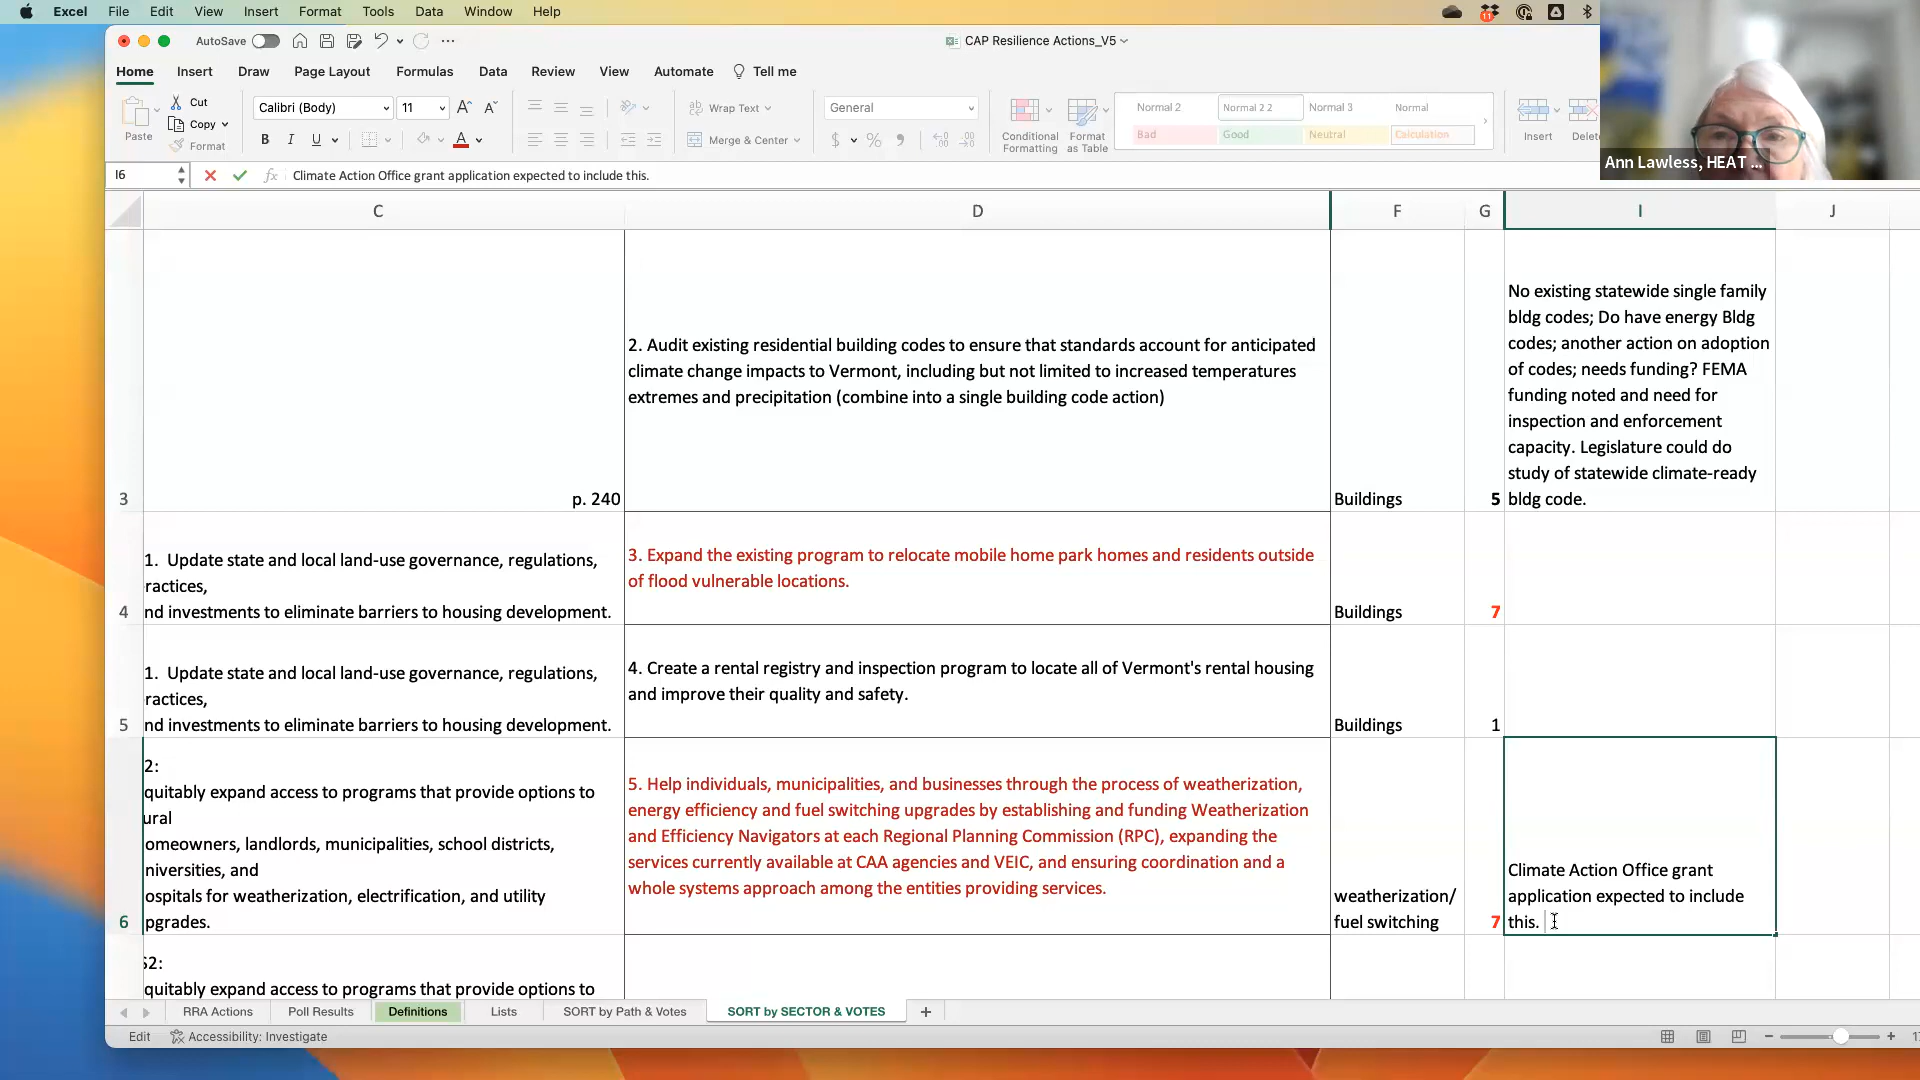 Excel File Edit View Insert Format Tools Data Window Help
11
AutoSave
CAP Resilience Actions_V5
Home Insert Draw Page Layout Formulas Data Review View Automate Tell me
Paste
Cut
Copy
Format
Calibri (Body) 11
B I U
Wrap Text
Merge & Center
General
$ %
Conditional Formatting
Format as Table
Normal 2 Normal 2 2 Normal 3 Normal
Bad Good Neutral Calculation
Insert
Delete
Ann Lawless, HEAT ...
I6 fx Climate Action Office grant application expected to include this.
C D F G I J
3
p. 240
2. Audit existing residential building codes to ensure that standards account for anticipated
climate change impacts to Vermont, including but not limited to increased temperatures
extremes and precipitation (combine into a single building code action)
Buildings
5
No existing statewide single family
bldg codes; Do have energy Bldg
codes; another action on adoption
of codes; needs funding? FEMA
funding noted and need for
inspection and enforcement
capacity. Legislature could do
study of statewide climate-ready
bldg code.
4
1. Update state and local land-use governance, regulations,
ractices,
nd investments to eliminate barriers to housing development.
3. Expand the existing program to relocate mobile home park homes and residents outside
of flood vulnerable locations.
Buildings
7
5
1. Update state and local land-use governance, regulations,
ractices,
nd investments to eliminate barriers to housing development.
4. Create a rental registry and inspection program to locate all of Vermont's rental housing
and improve their quality and safety.
Buildings
1
6
2:
quitably expand access to programs that provide options to
ural
omeowners, landlords, municipalities, school districts,
niversities, and
ospitals for weatherization, electrification, and utility
pgrades.
5. Help individuals, municipalities, and businesses through the process of weatherization,
energy efficiency and fuel switching upgrades by establishing and funding Weatherization
and Efficiency Navigators at each Regional Planning Commission (RPC), expanding the
services currently available at CAA agencies and VEIC, and ensuring coordination and a
whole systems approach among the entities providing services.
weatherization/
fuel switching
7
Climate Action Office grant
application expected to include
this.
S2:
quitably expand access to programs that provide options to
RRA Actions Poll Results Definitions Lists SORT by Path & Votes SORT by SECTOR & VOTES +
Edit Accessibility: Investigate